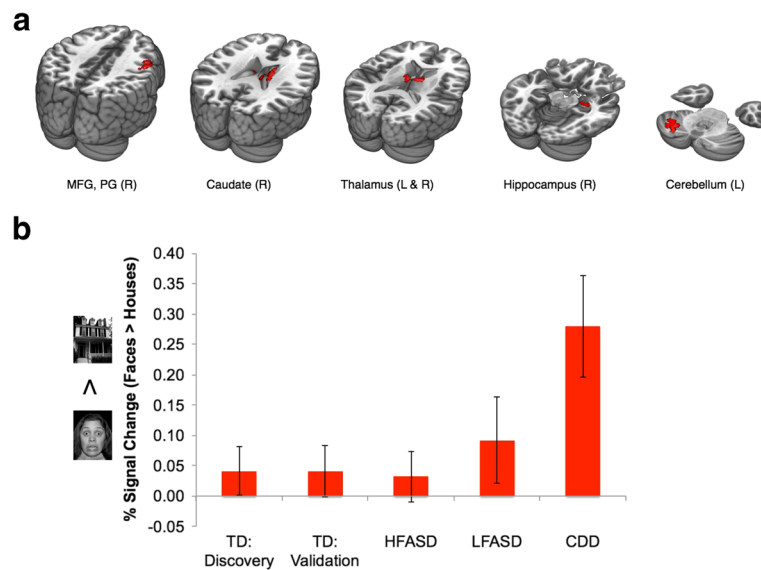 a
MFG, PG (R)
Caudate (R)
Thalamus (L & R)
Hippocampus (R)
Cerebellum (L)
b
% Signal Change (Faces > Houses)
0.40
0.35
0.30
0.25
0.20
0.15
0.10
0.05
0.00
-0.05
>
TD:
Discovery
TD:
Validation
HFASD
LFASD
CDD